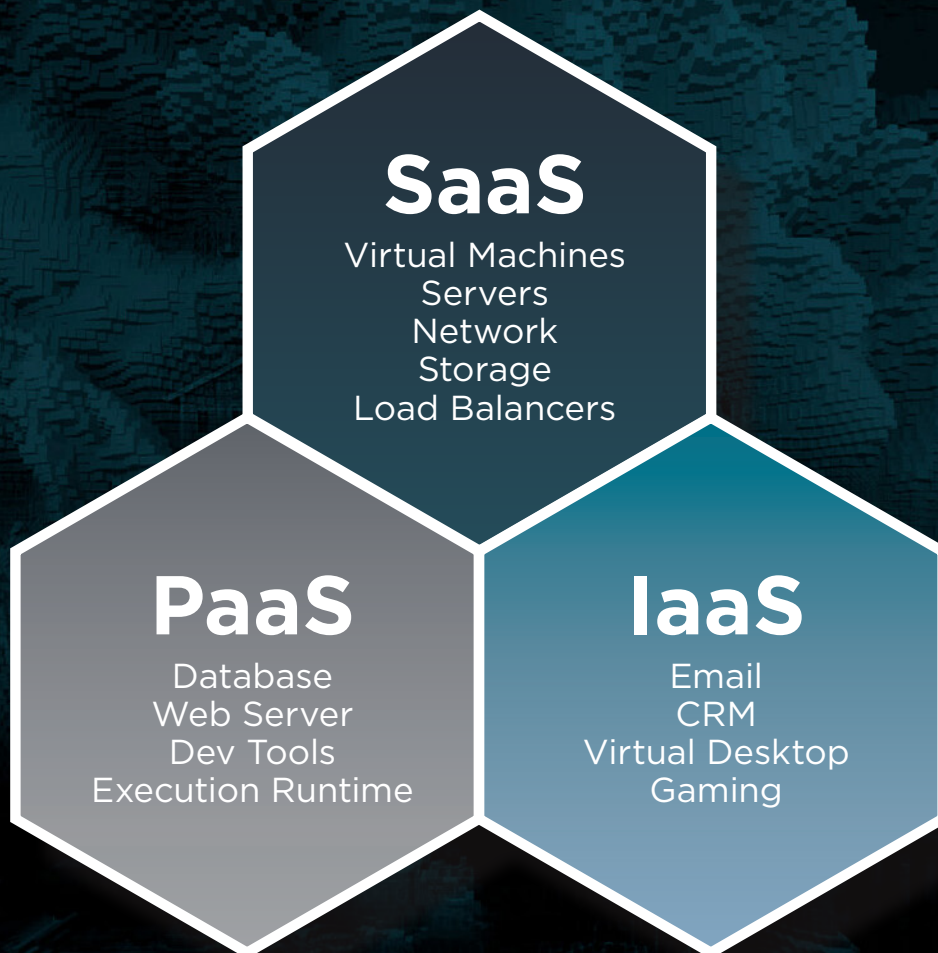 SaaS
Virtual Machines
Servers
Network
Storage
Load Balancers
PaaS
Database
Web Server
Dev Tools
Execution Runtime
IaaS
Email
CRM
Virtual Desktop
Gaming